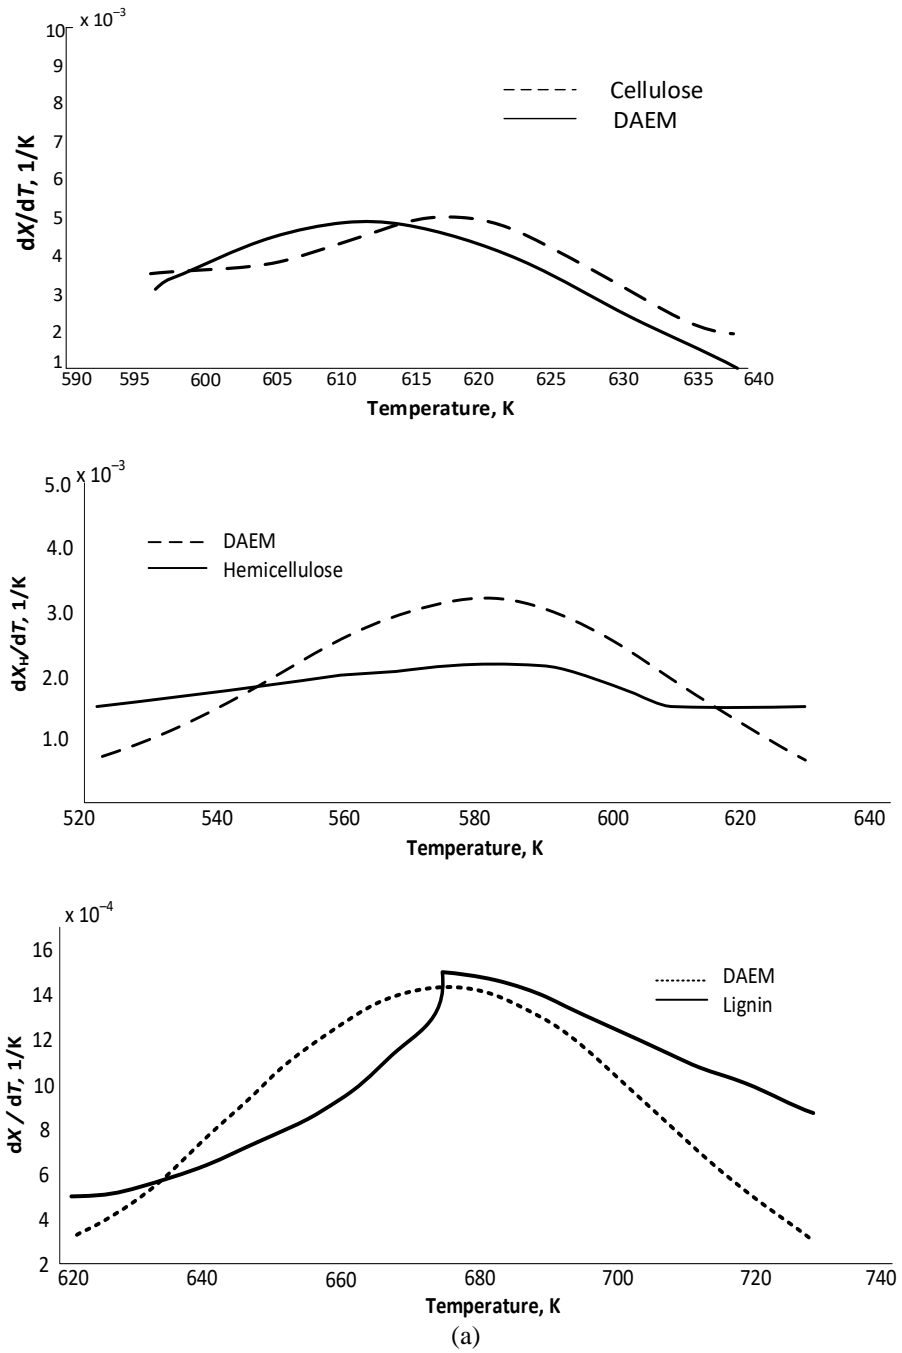 x 10⁻³
10
9
8
7
6
5
4
3
2
1
dX/dT, 1/K
Cellulose
DAEM
590 595 600 605 610 615 620 625 630 635 640
Temperature, K
x 10⁻³
5.0
4.0
3.0
2.0
1.0
dX_H/dT, 1/K
DAEM
Hemicellulose
520 540 560 580 600 620 640
Temperature, K
x 10⁻⁴
16
14
12
10
8
6
4
2
dX / dT, 1/K
DAEM
Lignin
620 640 660 680 700 720 740
Temperature, K
(a)